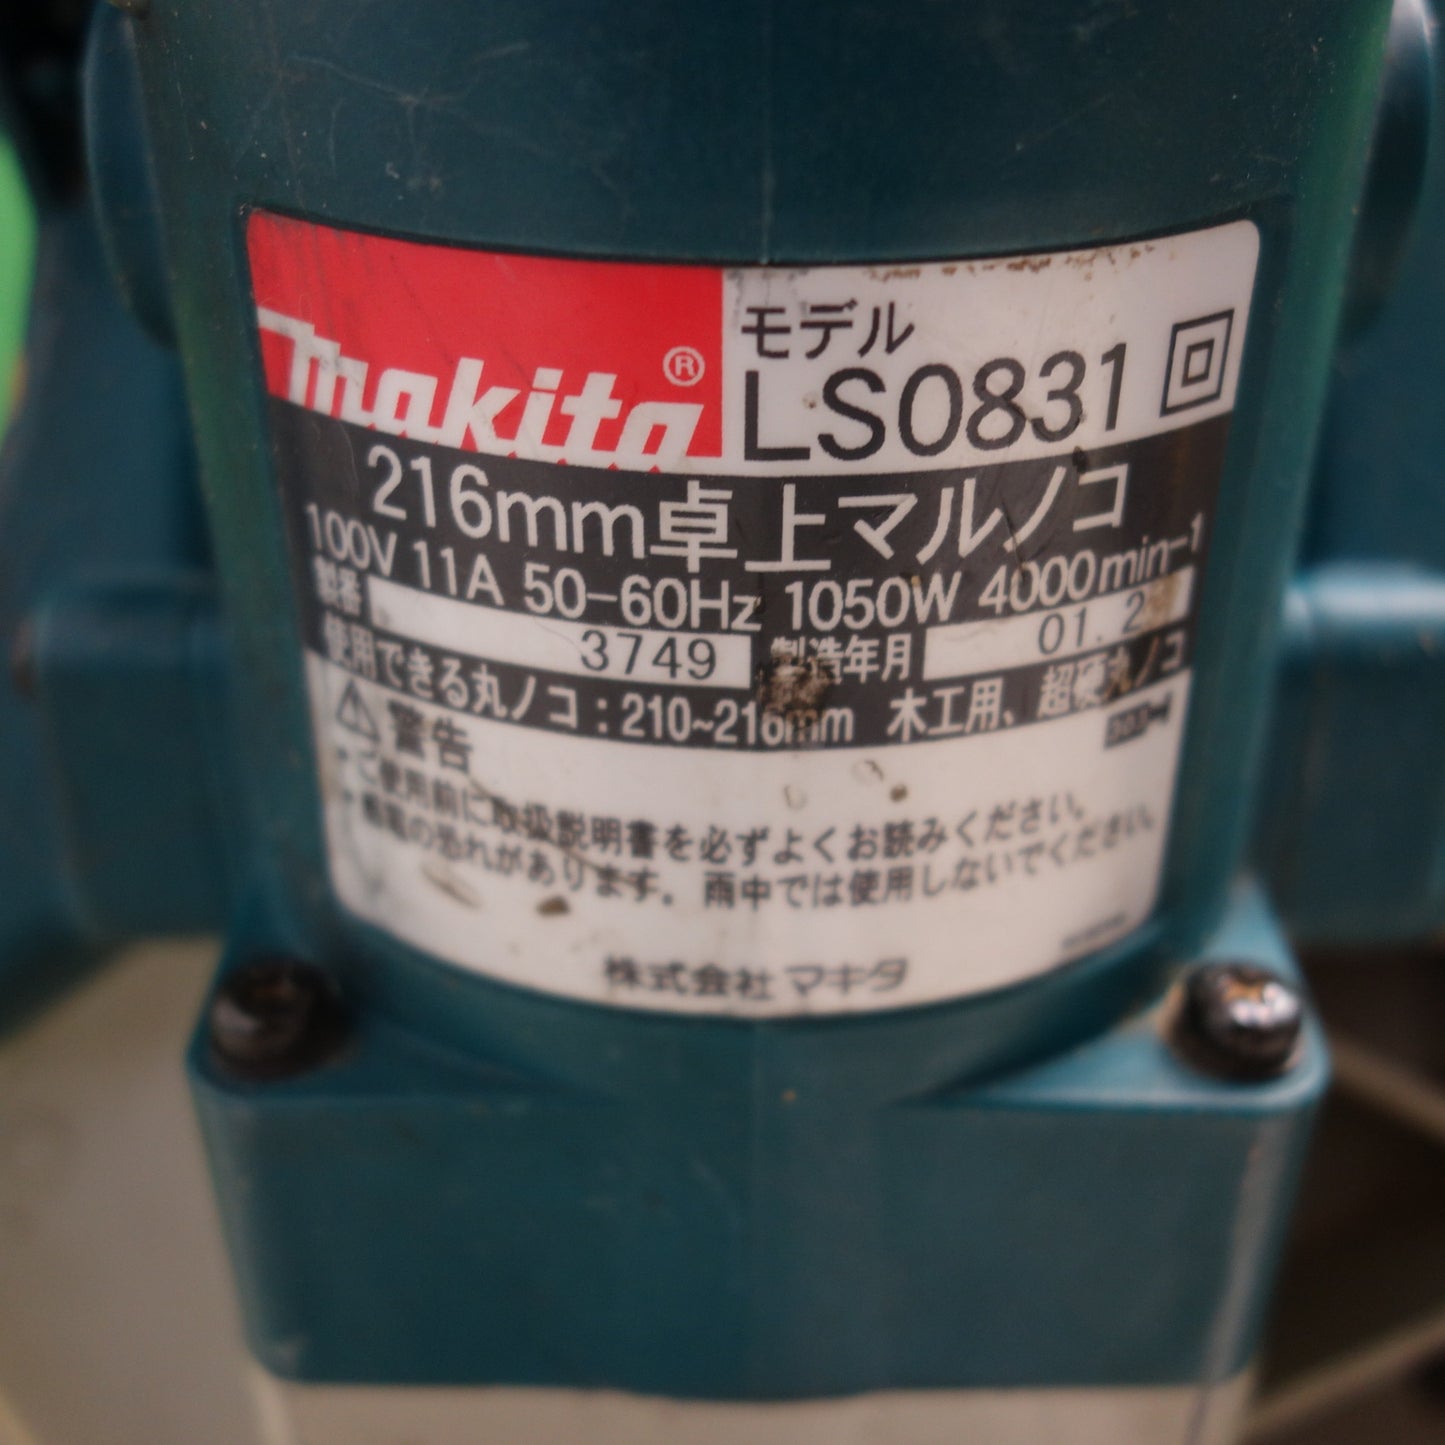 makita®
モデル
LS0831
216mm卓上マルノコ
100V 11A 50-60Hz 1050W 4000min-1
製番 3749 製造年月 01. 2
使用できる丸ノコ:210~216mm 木工用、超硬丸ノコ
⚠警告
・ご使用前に取扱説明書を必ずよくお読みください。
・感電の恐れがあります。雨中では使用しないでください。
株式会社 マキタ